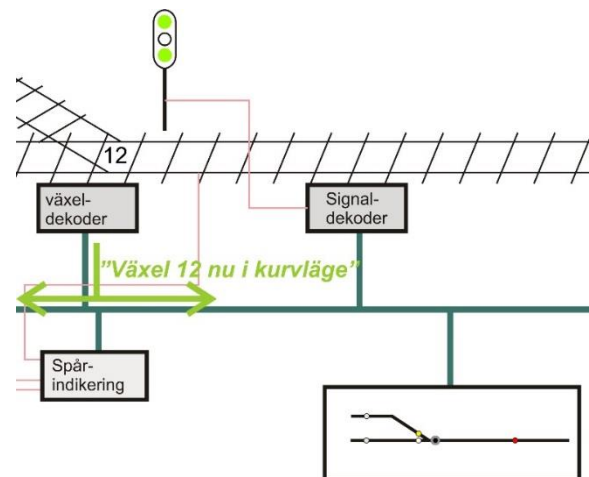 12
växel-
dekoder
Signal-
dekoder
"Växel 12 nu i kurvläge"
Spår-
indikering